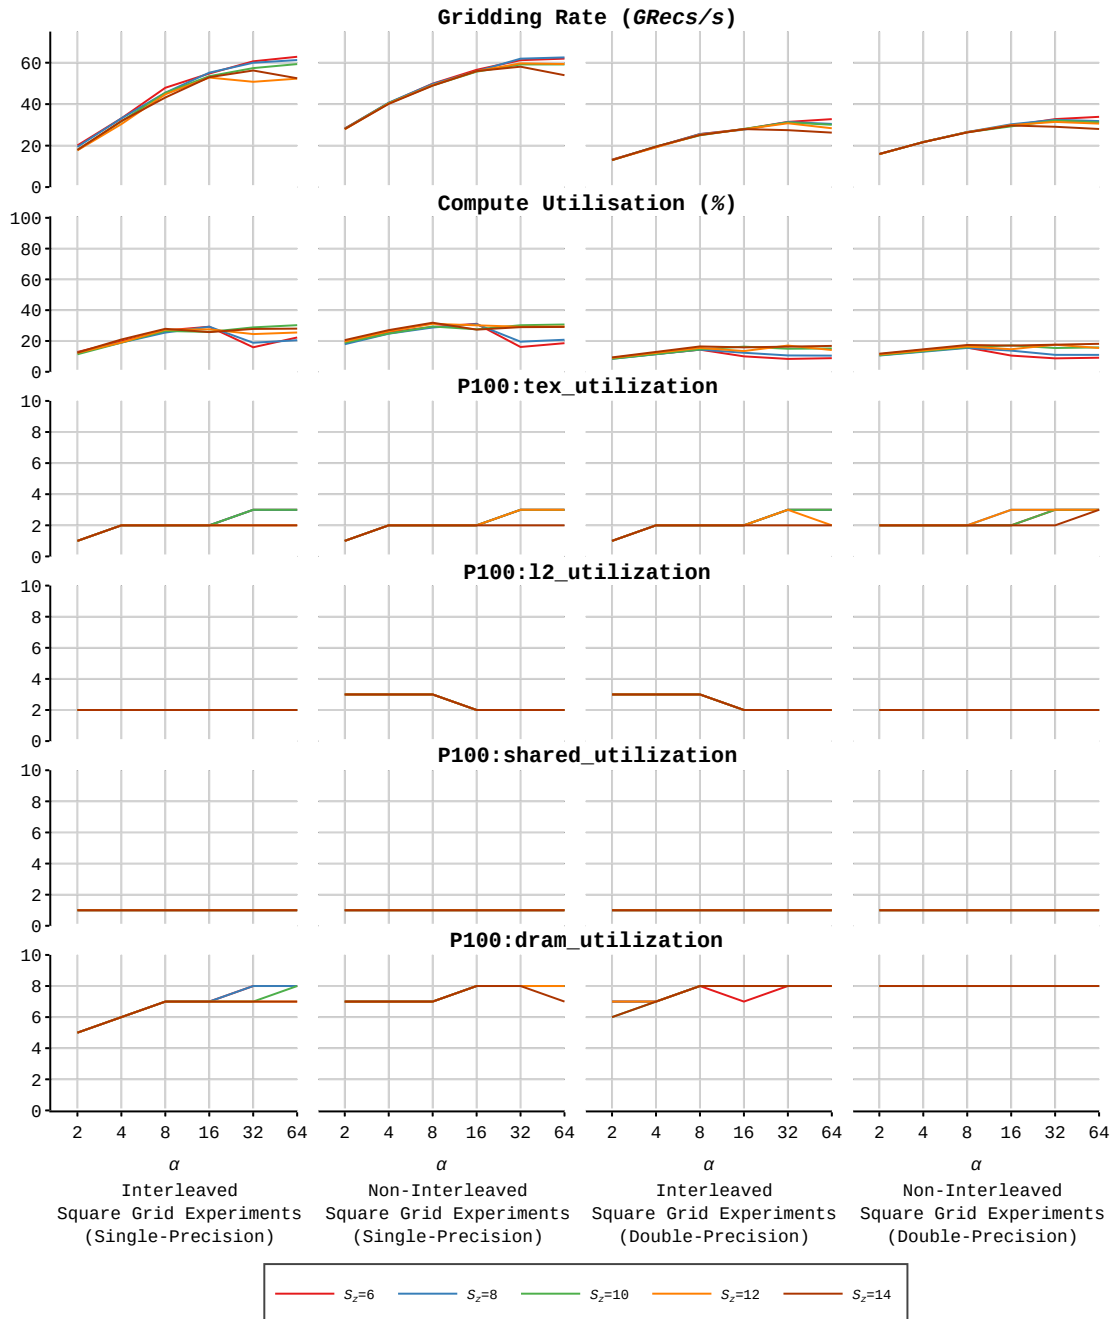 Gridding Rate (GRecs/s)
60
40
20
0
Compute Utilisation (%)
100
80
60
40
20
0
P100:tex_utilization
10
8
6
4
2
0
P100:l2_utilization
10
8
6
4
2
0
P100:shared_utilization
10
8
6
4
2
0
P100:dram_utilization
10
8
6
4
2
0
2 4 8 16 32 64 2 4 8 16 32 64 2 4 8 16 32 64 2 4 8 16 32 64
α α α α
Interleaved Non-Interleaved Interleaved Non-Interleaved
Square Grid Experiments Square Grid Experiments Square Grid Experiments Square Grid Experiments
(Single-Precision) (Single-Precision) (Double-Precision) (Double-Precision)
Sz=6 Sz=8 Sz=10 Sz=12 Sz=14